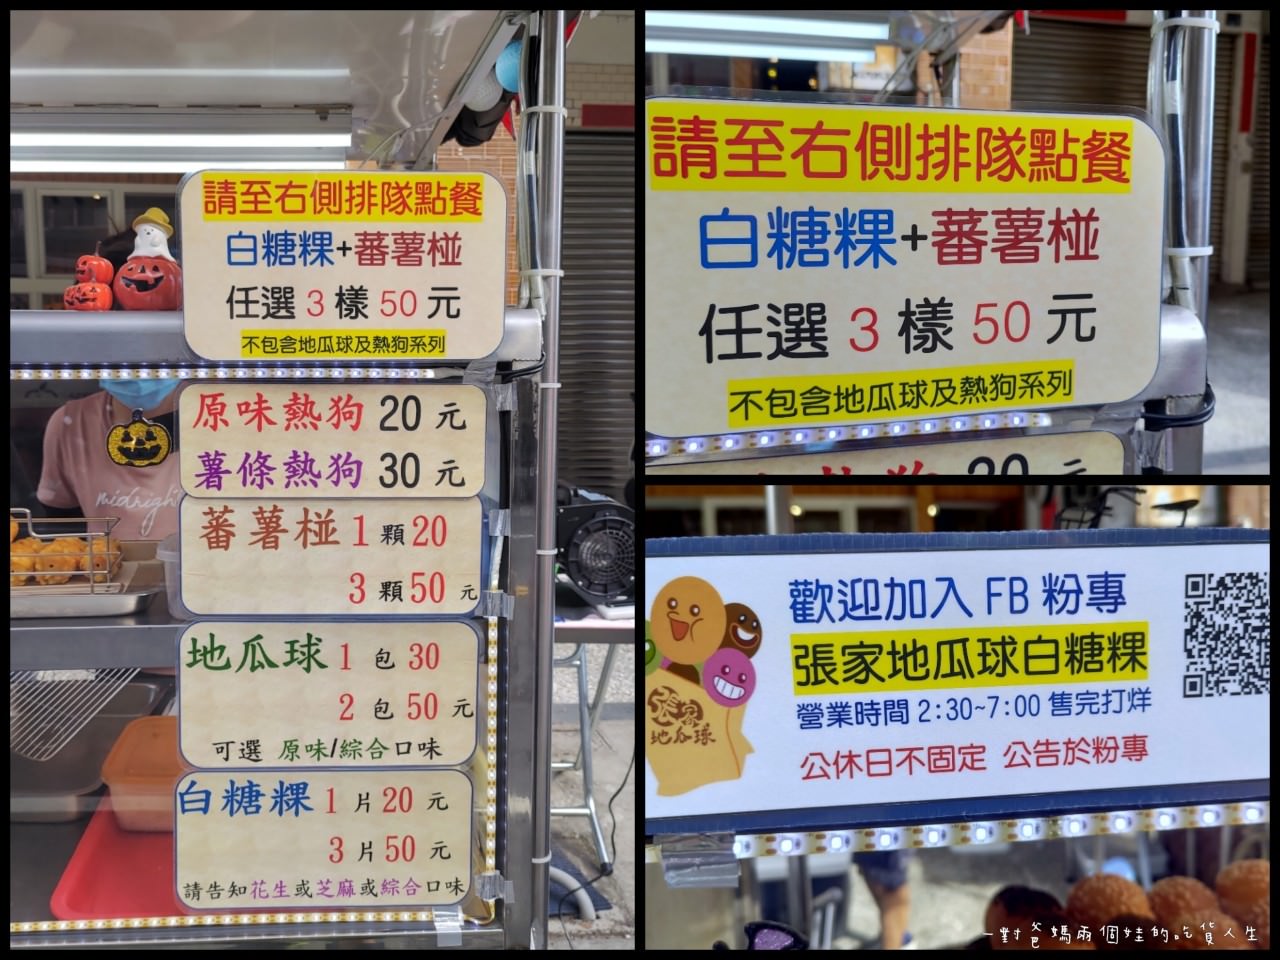 請至右側排隊點餐
白糖粿+蕃薯椪
任選 3 樣 50 元
不包含地瓜球及熱狗系列
原味熱狗 20 元
薯條熱狗 30 元
蕃薯椪 1 顆 20
3 顆 50 元
地瓜球 1 包 30
2 包 50 元
可選 原味/綜合口味
白糖粿 1 片 20 元
3 片 50 元
請告知花生或芝麻或綜合口味
midnight
請至右側排隊點餐
白糖粿+蕃薯椪
任選 3 樣 50 元
不包含地瓜球及熱狗系列
20 元
歡迎加入 FB 粉專
張家地瓜球白糖粿
營業時間 2:30~7:00 售完打烊
公休日不固定 公告於粉專
張家
地瓜球
一對爸媽兩個娃的吃貨人生